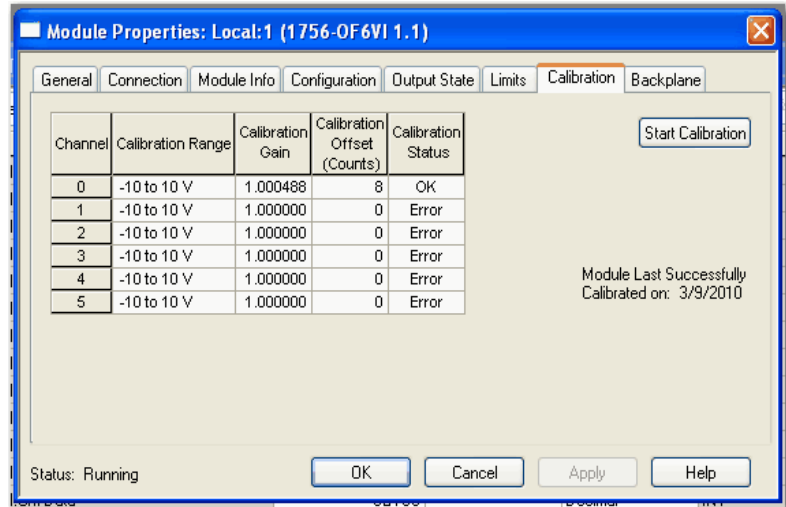 Module Properties: Local:1 (1756-OF6VI 1.1)
General Connection Module Info Configuration Output State Limits Calibration Backplane
Channel Calibration Range Calibration Gain Calibration Offset (Counts) Calibration Status
Start Calibration
0 -10 to 10 V 1.000488 8 OK
1 -10 to 10 V 1.000000 0 Error
2 -10 to 10 V 1.000000 0 Error
3 -10 to 10 V 1.000000 0 Error
4 -10 to 10 V 1.000000 0 Error
5 -10 to 10 V 1.000000 0 Error
Module Last Successfully
Calibrated on: 3/9/2010
Status: Running
OK Cancel Apply Help